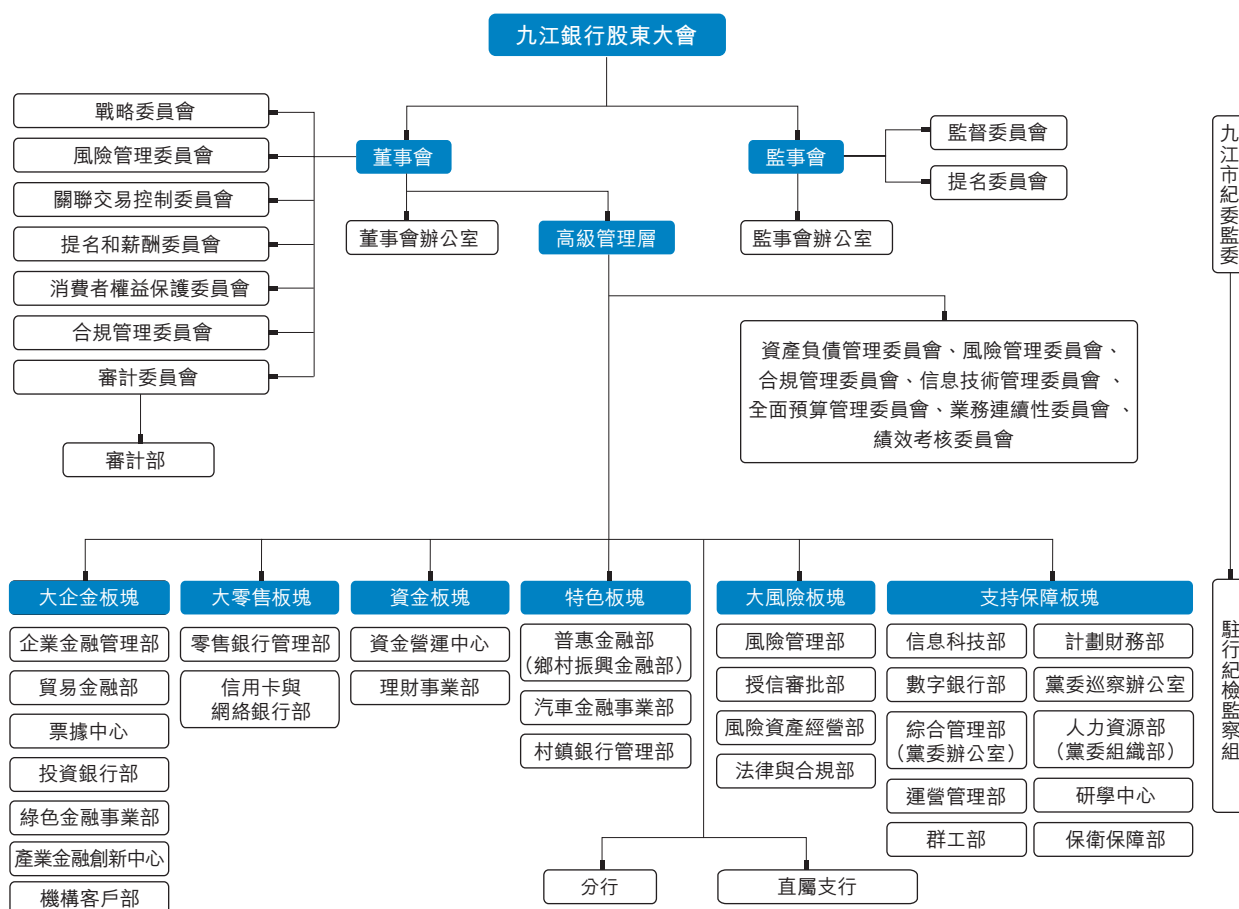 九江銀行股東大會
戰略委員會
風險管理委員會
關聯交易控制委員會
提名和薪酬委員會
消費者權益保護委員會
合規管理委員會
審計委員會
審計部
董事會
監事會
監督委員會
提名委員會
董事會辦公室
高級管理層
監事會辦公室
資產負債管理委員會、風險管理委員會、
合規管理委員會、信息技術管理委員會、
全面預算管理委員會、業務連續性委員會、
績效考核委員會
九江市紀委監委
駐行紀檢監察組
大企金板塊
企業金融管理部
貿易金融部
票據中心
投資銀行部
綠色金融事業部
產業金融創新中心
機構客戶部
大零售板塊
零售銀行管理部
信用卡與
網絡銀行部
資金板塊
資金營運中心
理財事業部
特色板塊
普惠金融部
（鄉村振興金融部）
汽車金融事業部
村鎮銀行管理部
大風險板塊
風險管理部
授信審批部
風險資產經營部
法律與合規部
支持保障板塊
信息科技部
計劃財務部
數字銀行部
黨委巡察辦公室
綜合管理部
（黨委辦公室）
人力資源部
（黨委組織部）
運營管理部
研學中心
群工部
保衛保障部
分行
直屬支行